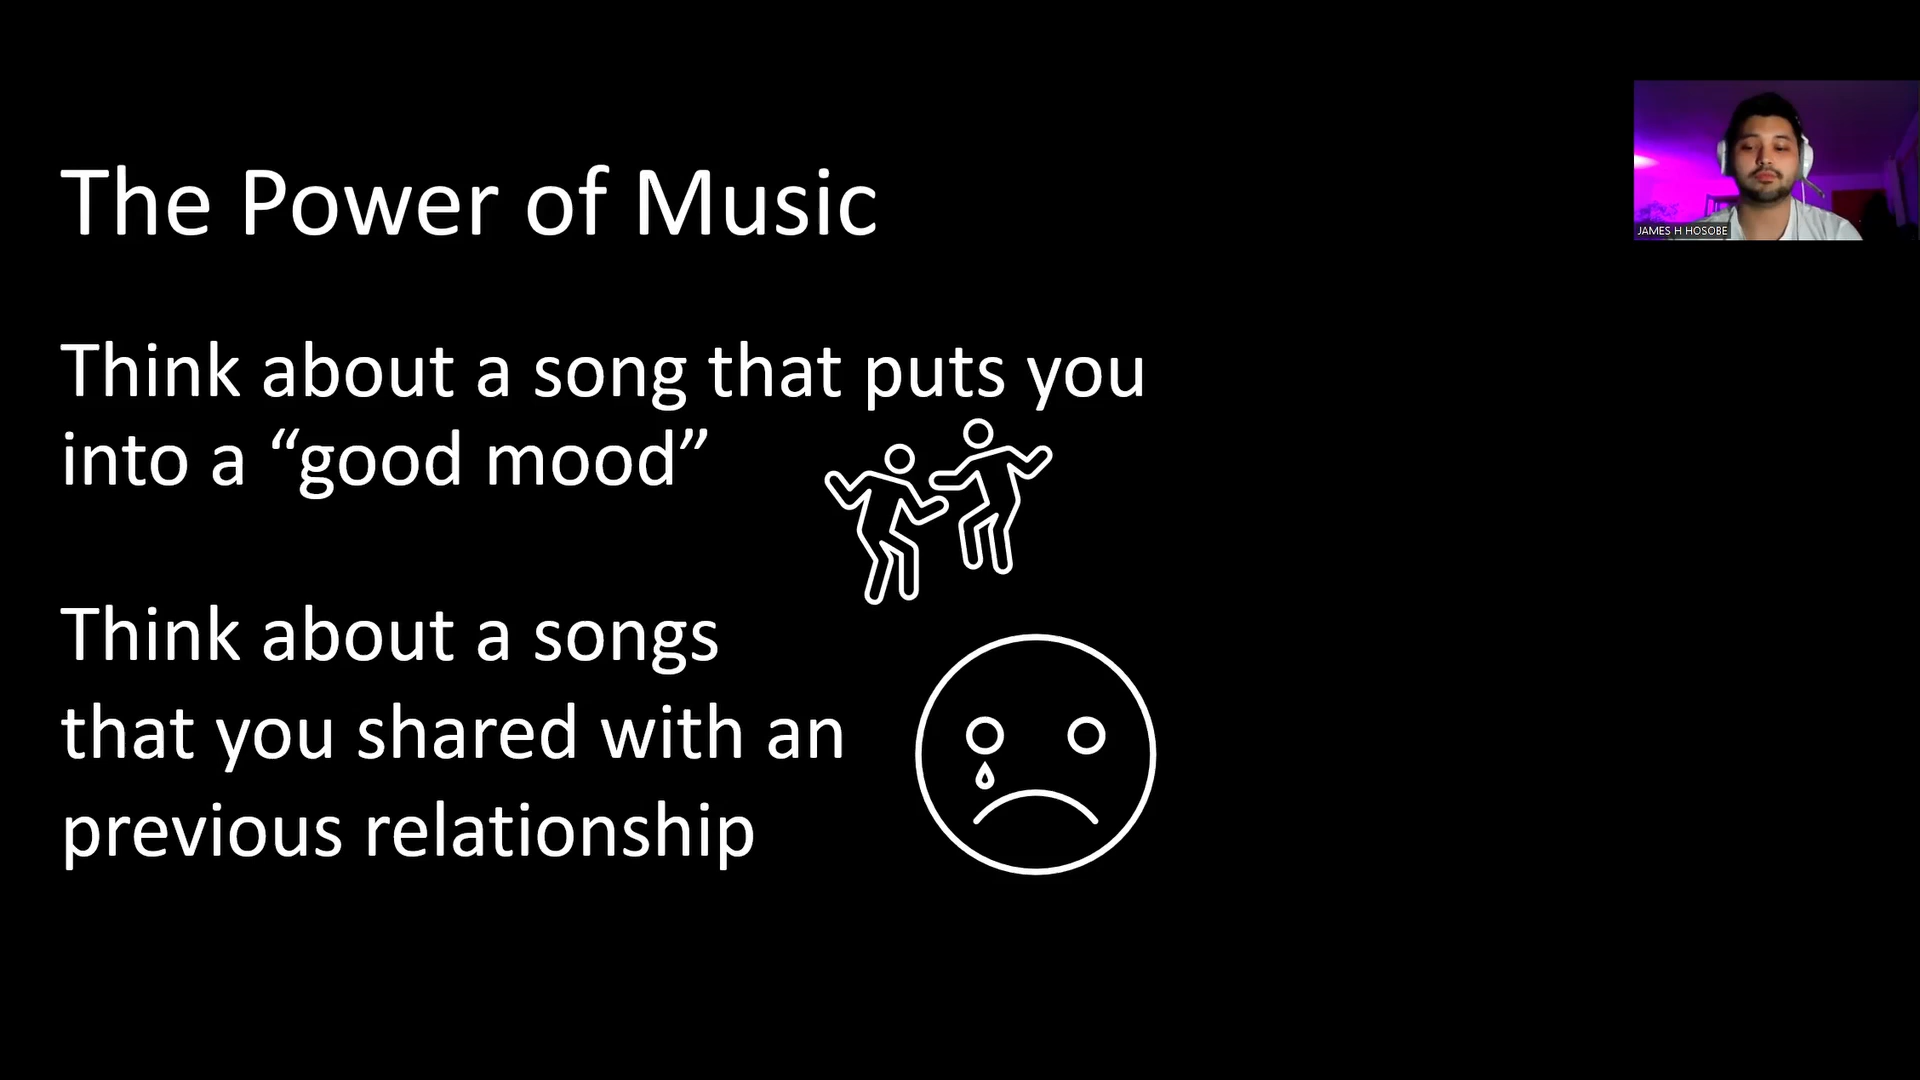 The Power of Music
JAMES H HOSOBE
Think about a song that puts you
into a “good mood”
Think about a songs
that you shared with an
previous relationship